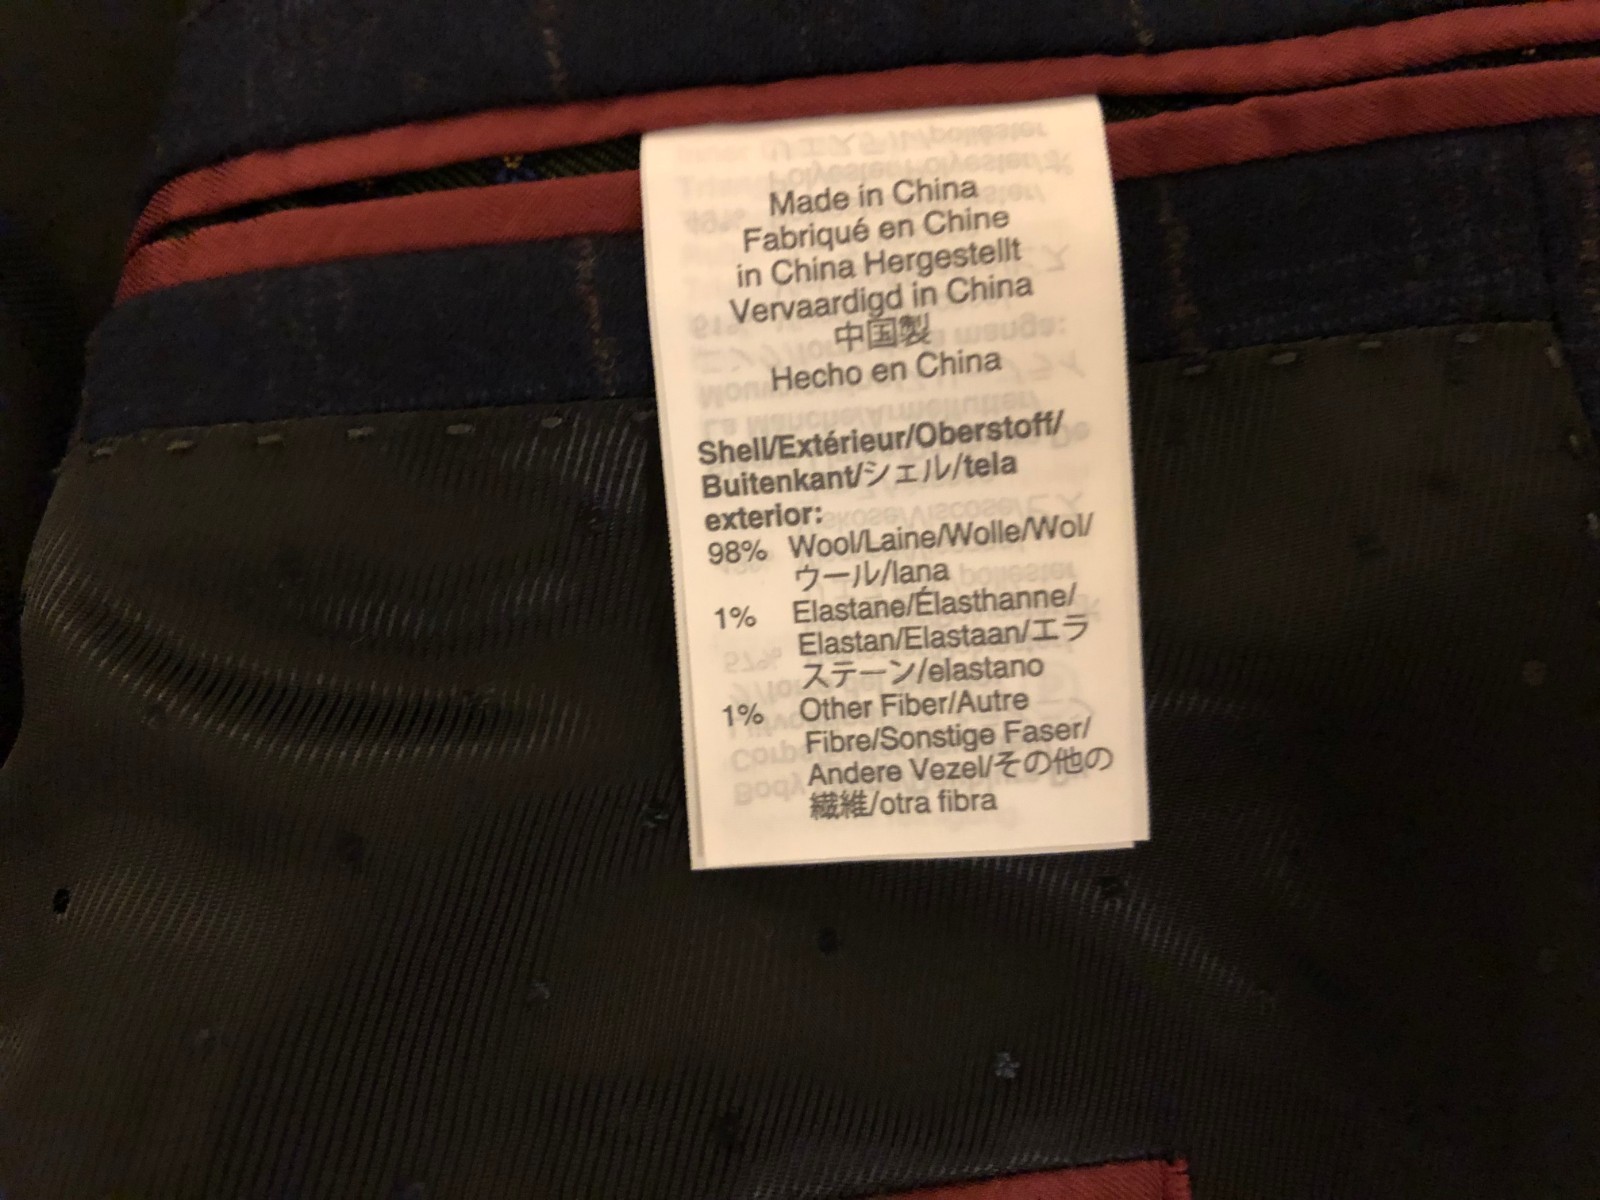 Made in China
Fabriqué en Chine
in China Hergestellt
Vervaardigd in China
中国製
Hecho en China
Shell/Extérieur/Oberstoff/
Buitenkant/シェル/tela
exterior:
98% Wool/Laine/Wolle/Wol/
ウール/lana
1% Elastane/Élasthanne/
Elastan/Elastaan/エラ
ステーン/elastano
1% Other Fiber/Autre
Fibre/Sonstige Faser/
Andere Vezel/その他の
繊維/otra fibra